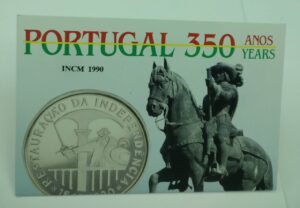 PORTUGAL 350 ANOS
YEARS
INCM 1990
RESTAURAÇÃO DA INDEPENDÊNCIA